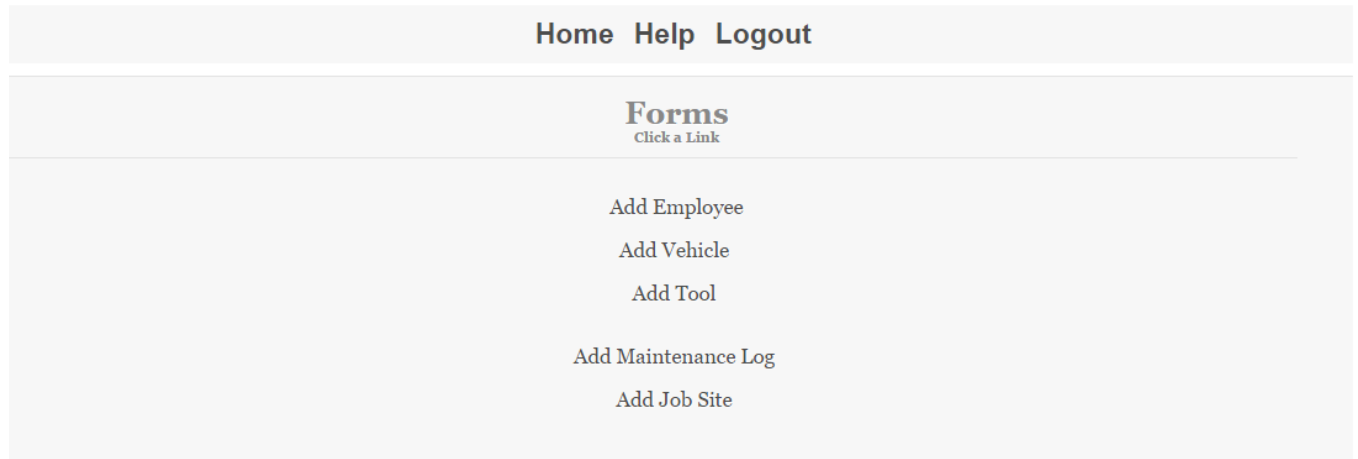 Home Help Logout
Forms
Click a Link
Add Employee
Add Vehicle
Add Tool
Add Maintenance Log
Add Job Site